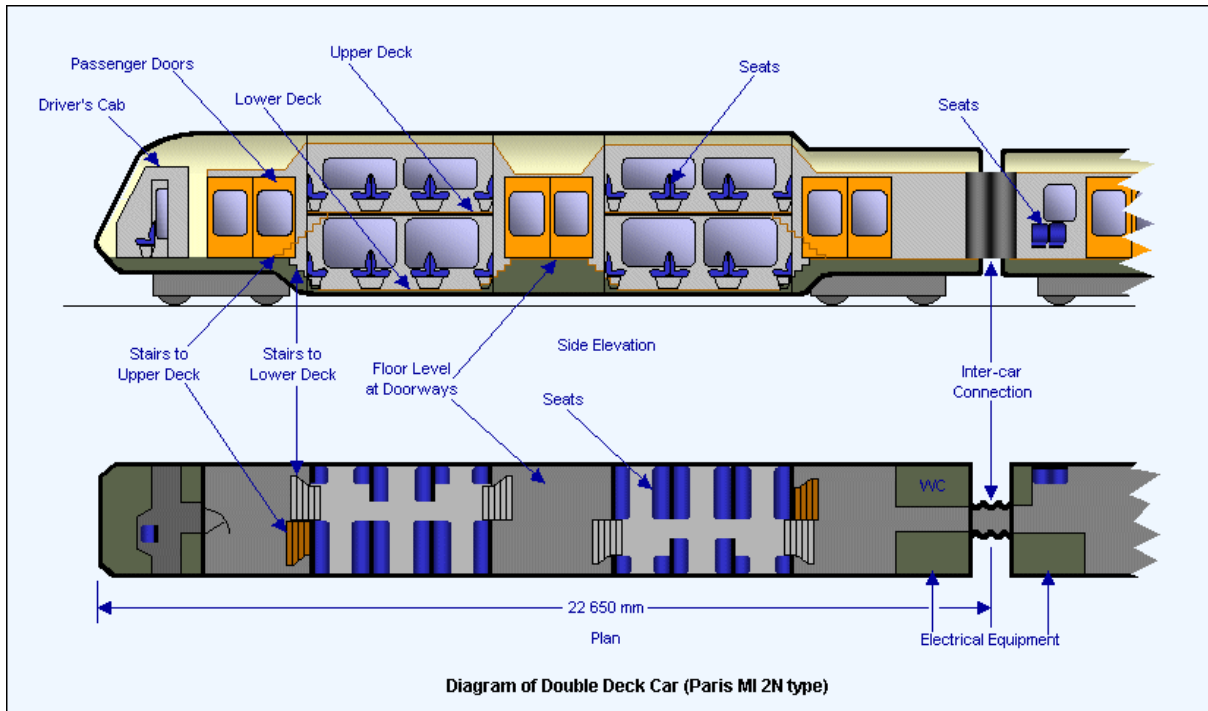 Upper Deck
Passenger Doors
Seats
Lower Deck
Driver's Cab
Seats
Stairs to
Upper Deck
Stairs to
Lower Deck
Floor Level
at Doorways
Side Elevation
Seats
Inter-car
Connection
WC
22 650 mm
Plan
Electrical Equipment
Diagram of Double Deck Car (Paris MI 2N type)